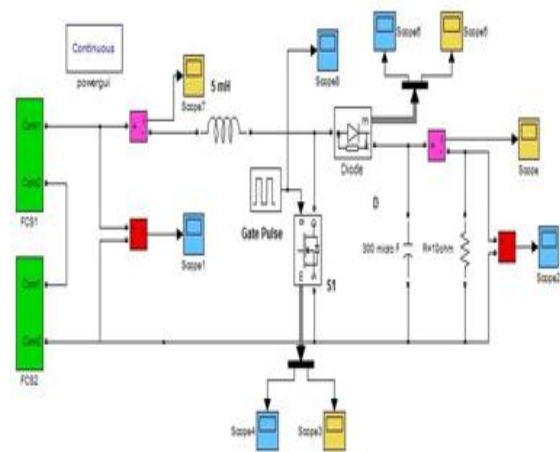 Continuous
powergui
Scope7
5 mH
Scope8
Scope6
Scope5
Conn1
Conn2
FCS1
Scope1
Gate Pulse
g
E
S1
m
Diode
D
300 micro F
R=10ohm
Scope
Scope2
Conn1
Conn2
FCS2
Scope4
Scope3